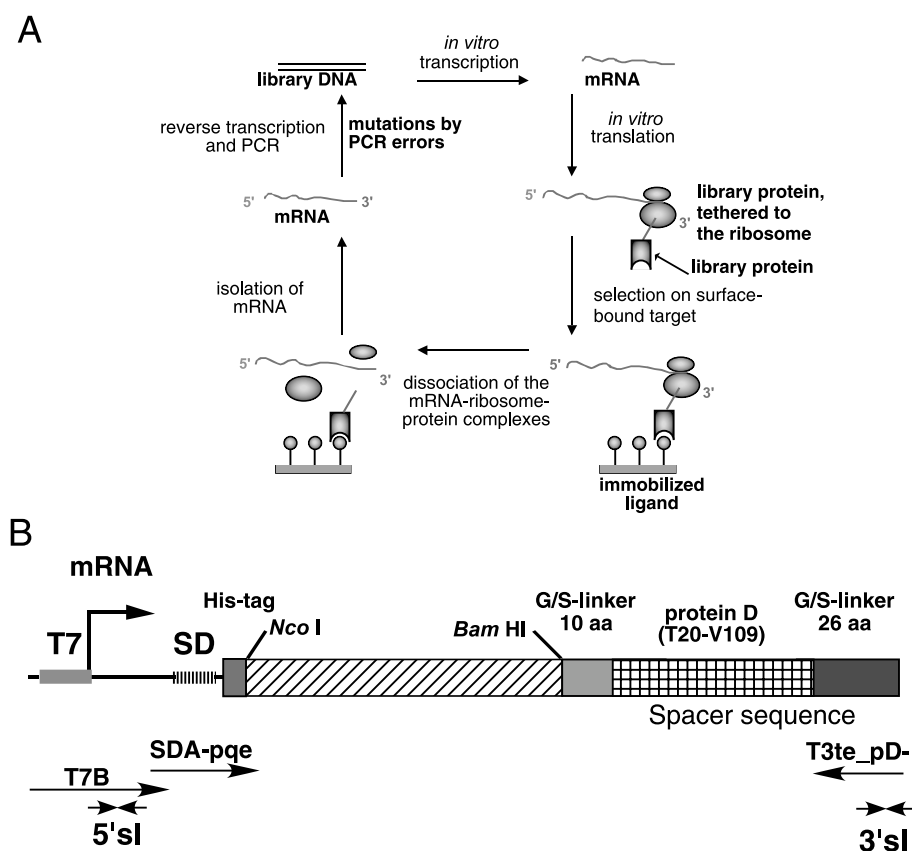 A
library DNA
in vitro
transcription
mRNA
reverse transcription
and PCR
mutations by
PCR errors
in vitro
translation
5'
3'
mRNA
5'
3'
library protein,
tethered to
the ribosome
library protein
isolation of
mRNA
selection on surface-
bound target
5'
3'
dissociation of the
mRNA-ribosome-
protein complexes
5'
3'
immobilized
ligand
B
mRNA
T7
SD
His-tag
Nco I
Bam HI
G/S-linker
10 aa
protein D
(T20-V109)
G/S-linker
26 aa
Spacer sequence
SDA-pqe
T3te_pD-
T7B
5'sl
3'sl